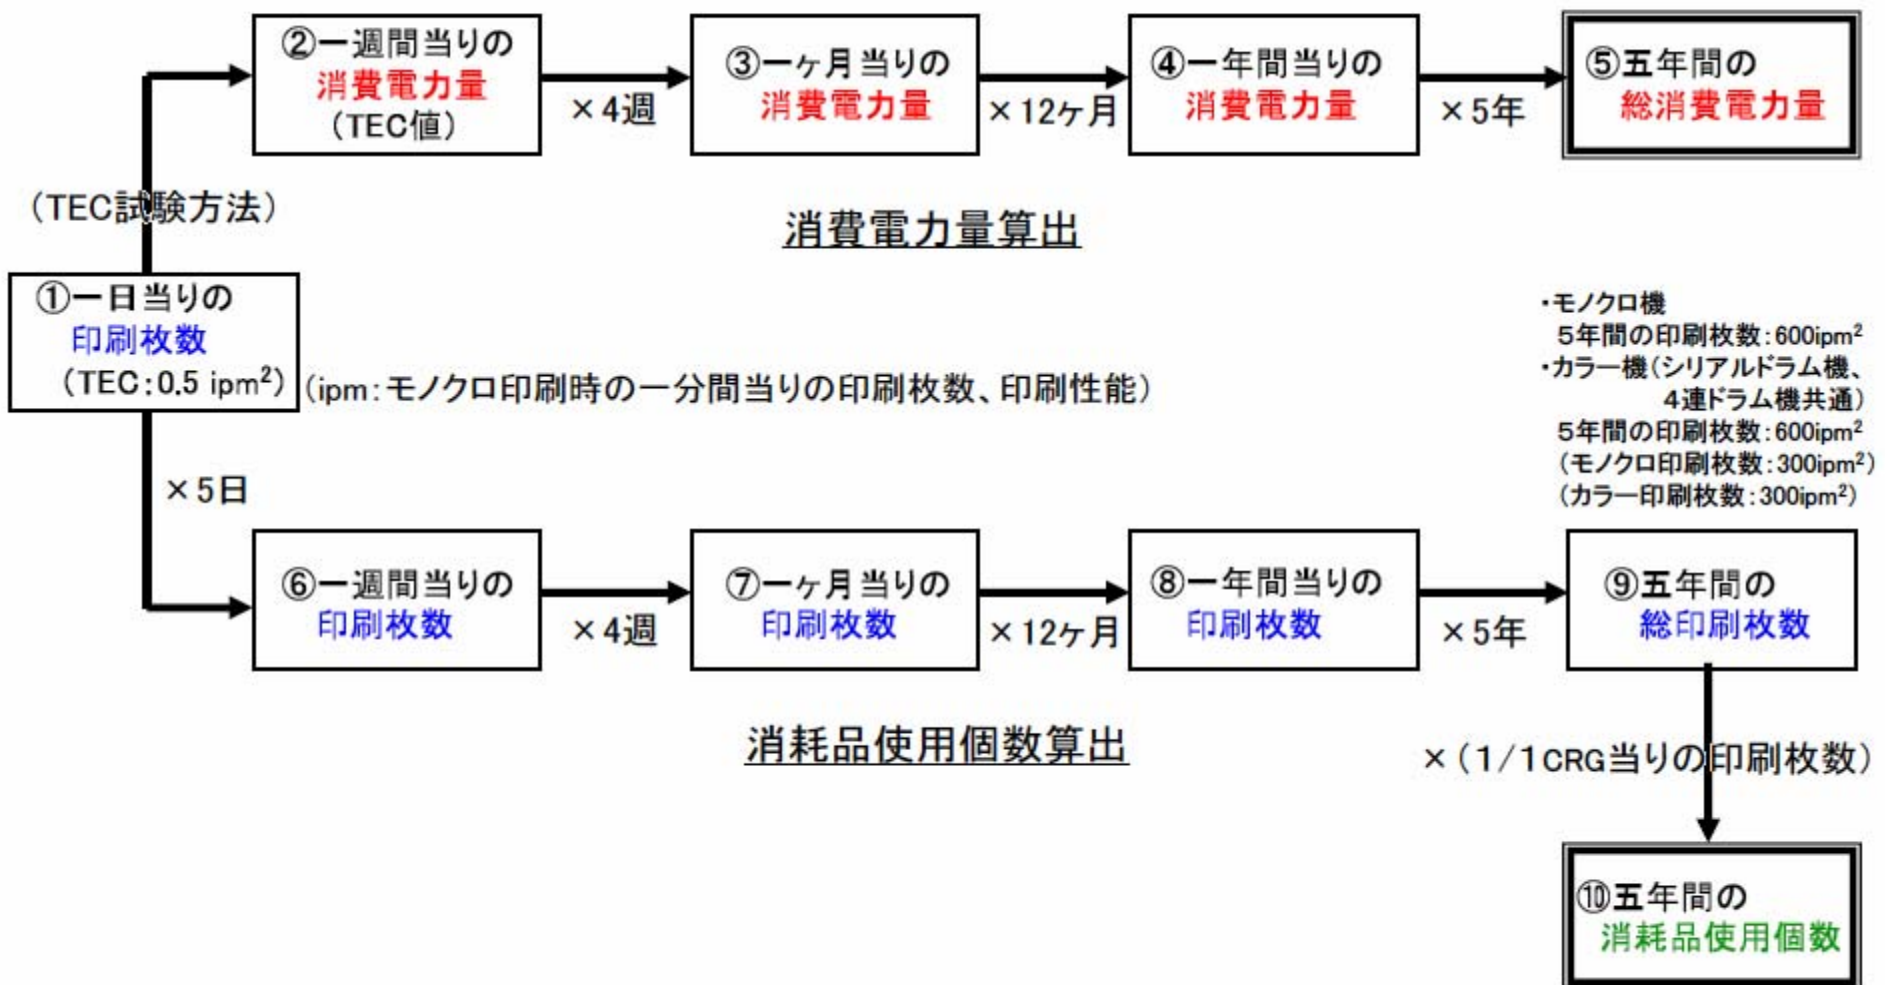 ②一週間当りの
消費電力量
(TEC値)
×4週
③一ヶ月当りの
消費電力量
×12ヶ月
④一年間当りの
消費電力量
×5年
⑤五年間の
総消費電力量
(TEC試験方法)
消費電力量算出
①一日当りの
印刷枚数
(TEC:0.5 ipm²)
(ipm:モノクロ印刷時の一分間当りの印刷枚数、印刷性能)
・モノクロ機
5年間の印刷枚数:600ipm²
・カラー機(シリアルドラム機、
4連ドラム機共通)
5年間の印刷枚数:600ipm²
(モノクロ印刷枚数:300ipm²)
(カラー印刷枚数:300ipm²)
×5日
⑥一週間当りの
印刷枚数
×4週
⑦一ヶ月当りの
印刷枚数
×12ヶ月
⑧一年間当りの
印刷枚数
×5年
⑨五年間の
総印刷枚数
消耗品使用個数算出
×(1/1CRG当りの印刷枚数)
⑩五年間の
消耗品使用個数